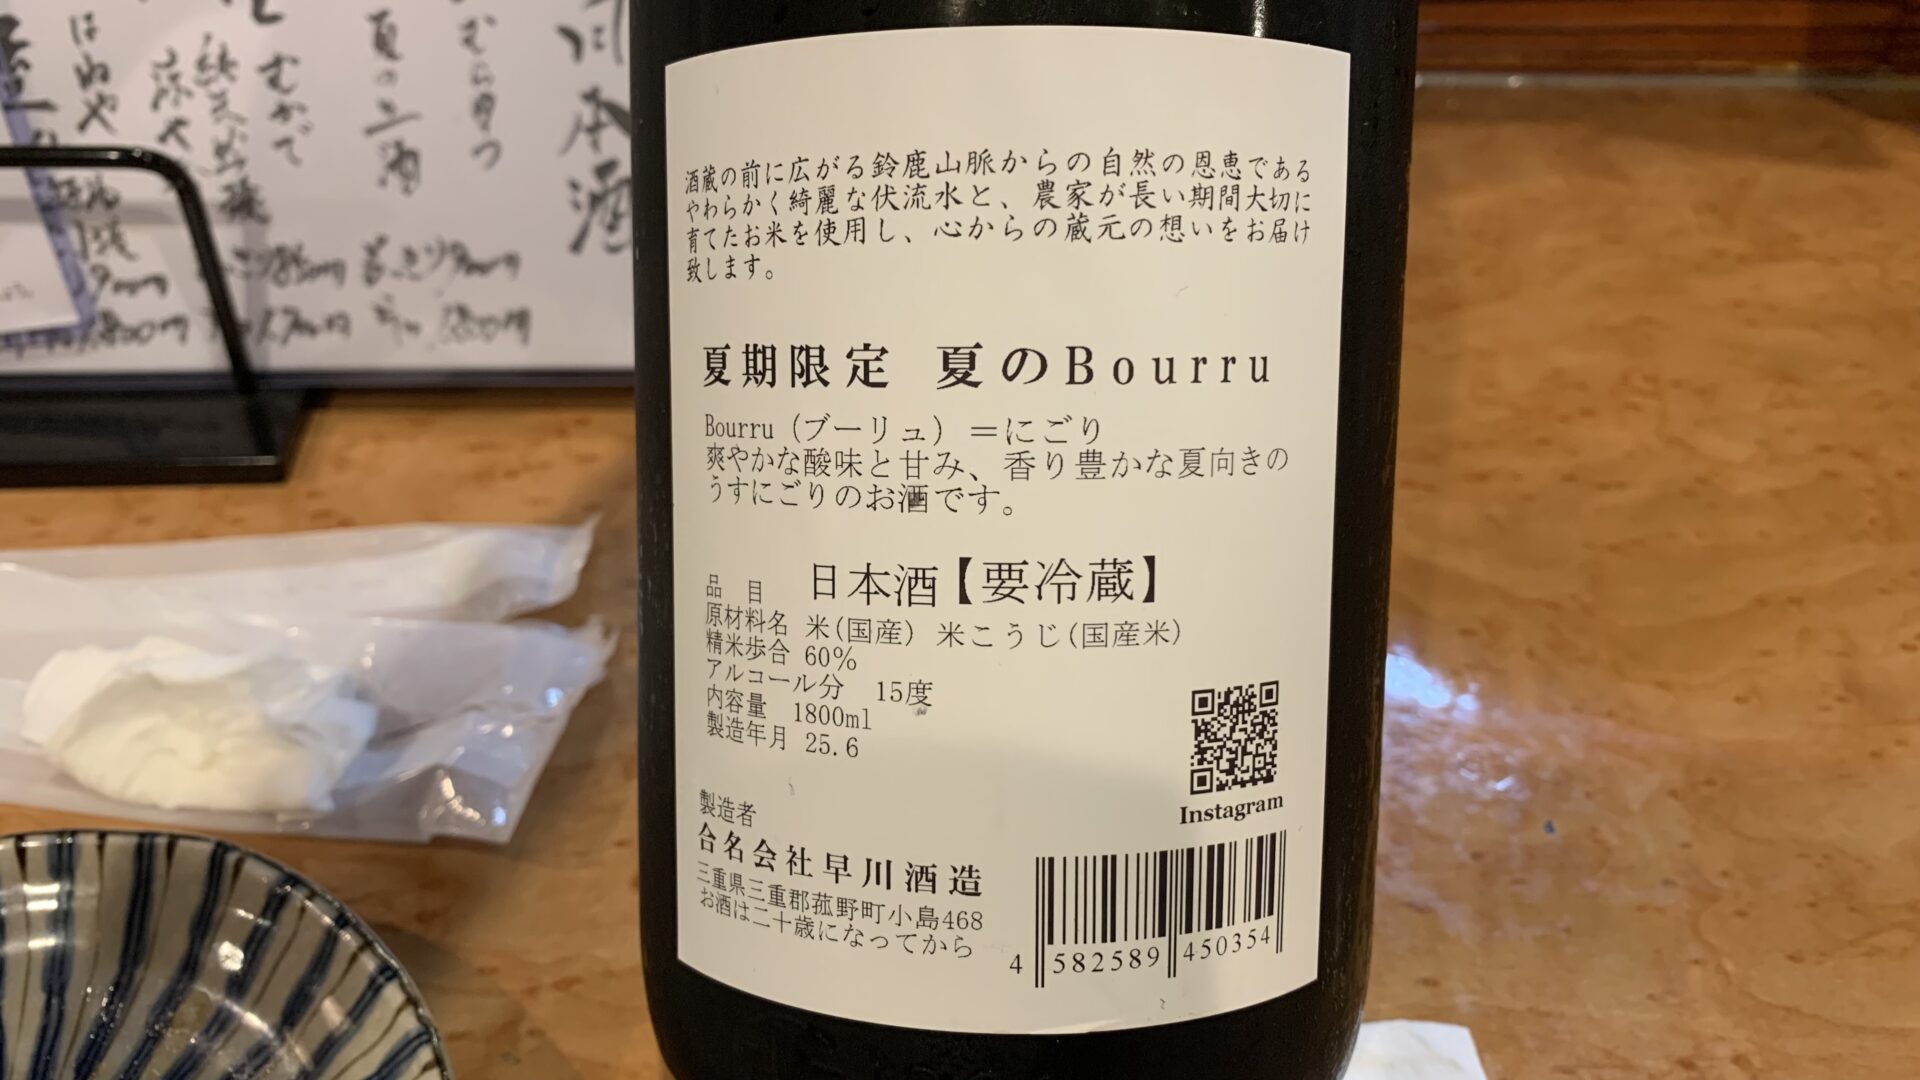 酒蔵の前に広がる鈴鹿山脈からの自然の恩恵である
やわらかく綺麗な伏流水と、農家が長い期間大切に
育てたお米を使用し、心からの蔵元の想いをお届け
致します。
夏期限定 夏のBourru
Bourru(ブーリュ)=にごり
爽やかな酸味と甘み、香り豊かな夏向きの
うすにごりのお酒です。
品 目 日本酒【要冷蔵】
原材料名 米(国産) 米こうじ(国産米)
精米歩合 60%
アルコール分 15度
内容量 1800ml
製造年月 25.6
製造者
合名会社早川酒造
三重県三重郡菰野町小島468
お酒は二十歳になってから
Instagram
4 582589 450354
夏の二酒
むかで